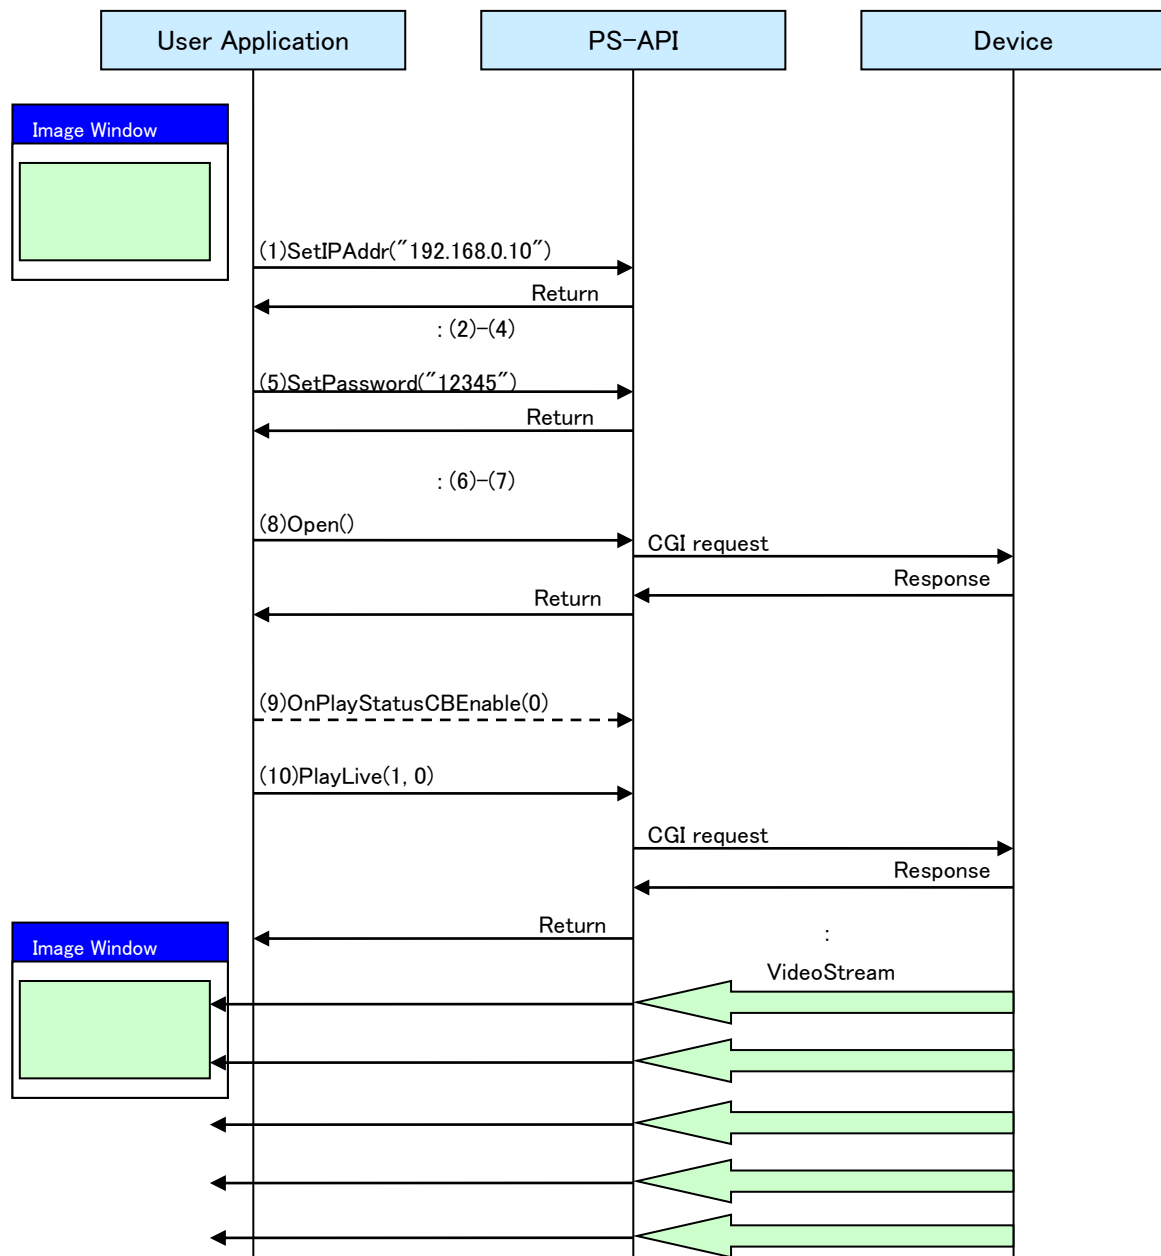 User Application
PS-API
Device
Image Window
(1)SetIPAddr("192.168.0.10")
Return
: (2)-(4)
(5)SetPassword("12345")
Return
: (6)-(7)
(8)Open()
CGI request
Response
Return
(9)OnPlayStatusCBEnable(0)
(10)PlayLive(1, 0)
CGI request
Response
Return
:
Image Window
VideoStream